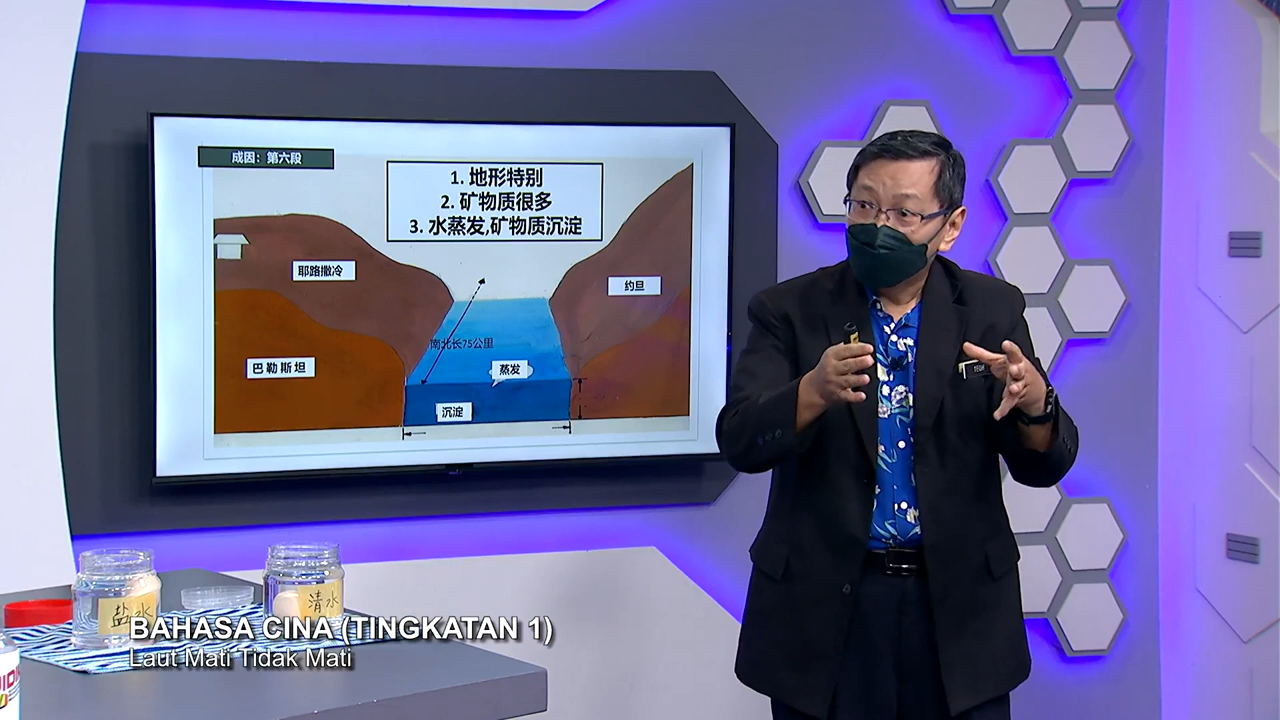 成因：第六段
1. 地形特别
2. 矿物质很多
3. 水蒸发,矿物质沉淀
耶路撒冷
约旦
南北长75公里
巴勒斯坦
蒸发
沉淀
盐水
清水
BAHASA CINA (TINGKATAN 1)
Laut Mati Tidak Mati